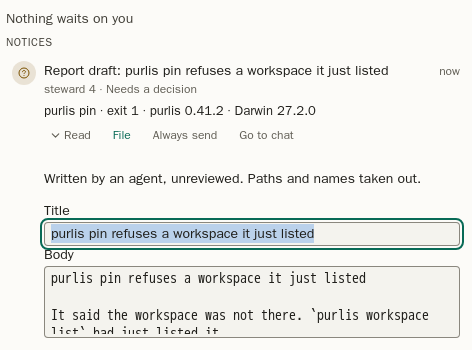 Nothing waits on you
NOTICES
Report draft: purlis pin refuses a workspace it just listed now
steward 4 · Needs a decision
purlis pin · exit 1 · purlis 0.41.2 · Darwin 27.2.0
Read File Always send Go to chat
Written by an agent, unreviewed. Paths and names taken out.
Title
purlis pin refuses a workspace it just listed
Body
purlis pin refuses a workspace it just listed
It said the workspace was not there. `purlis workspace
list` had just listed it